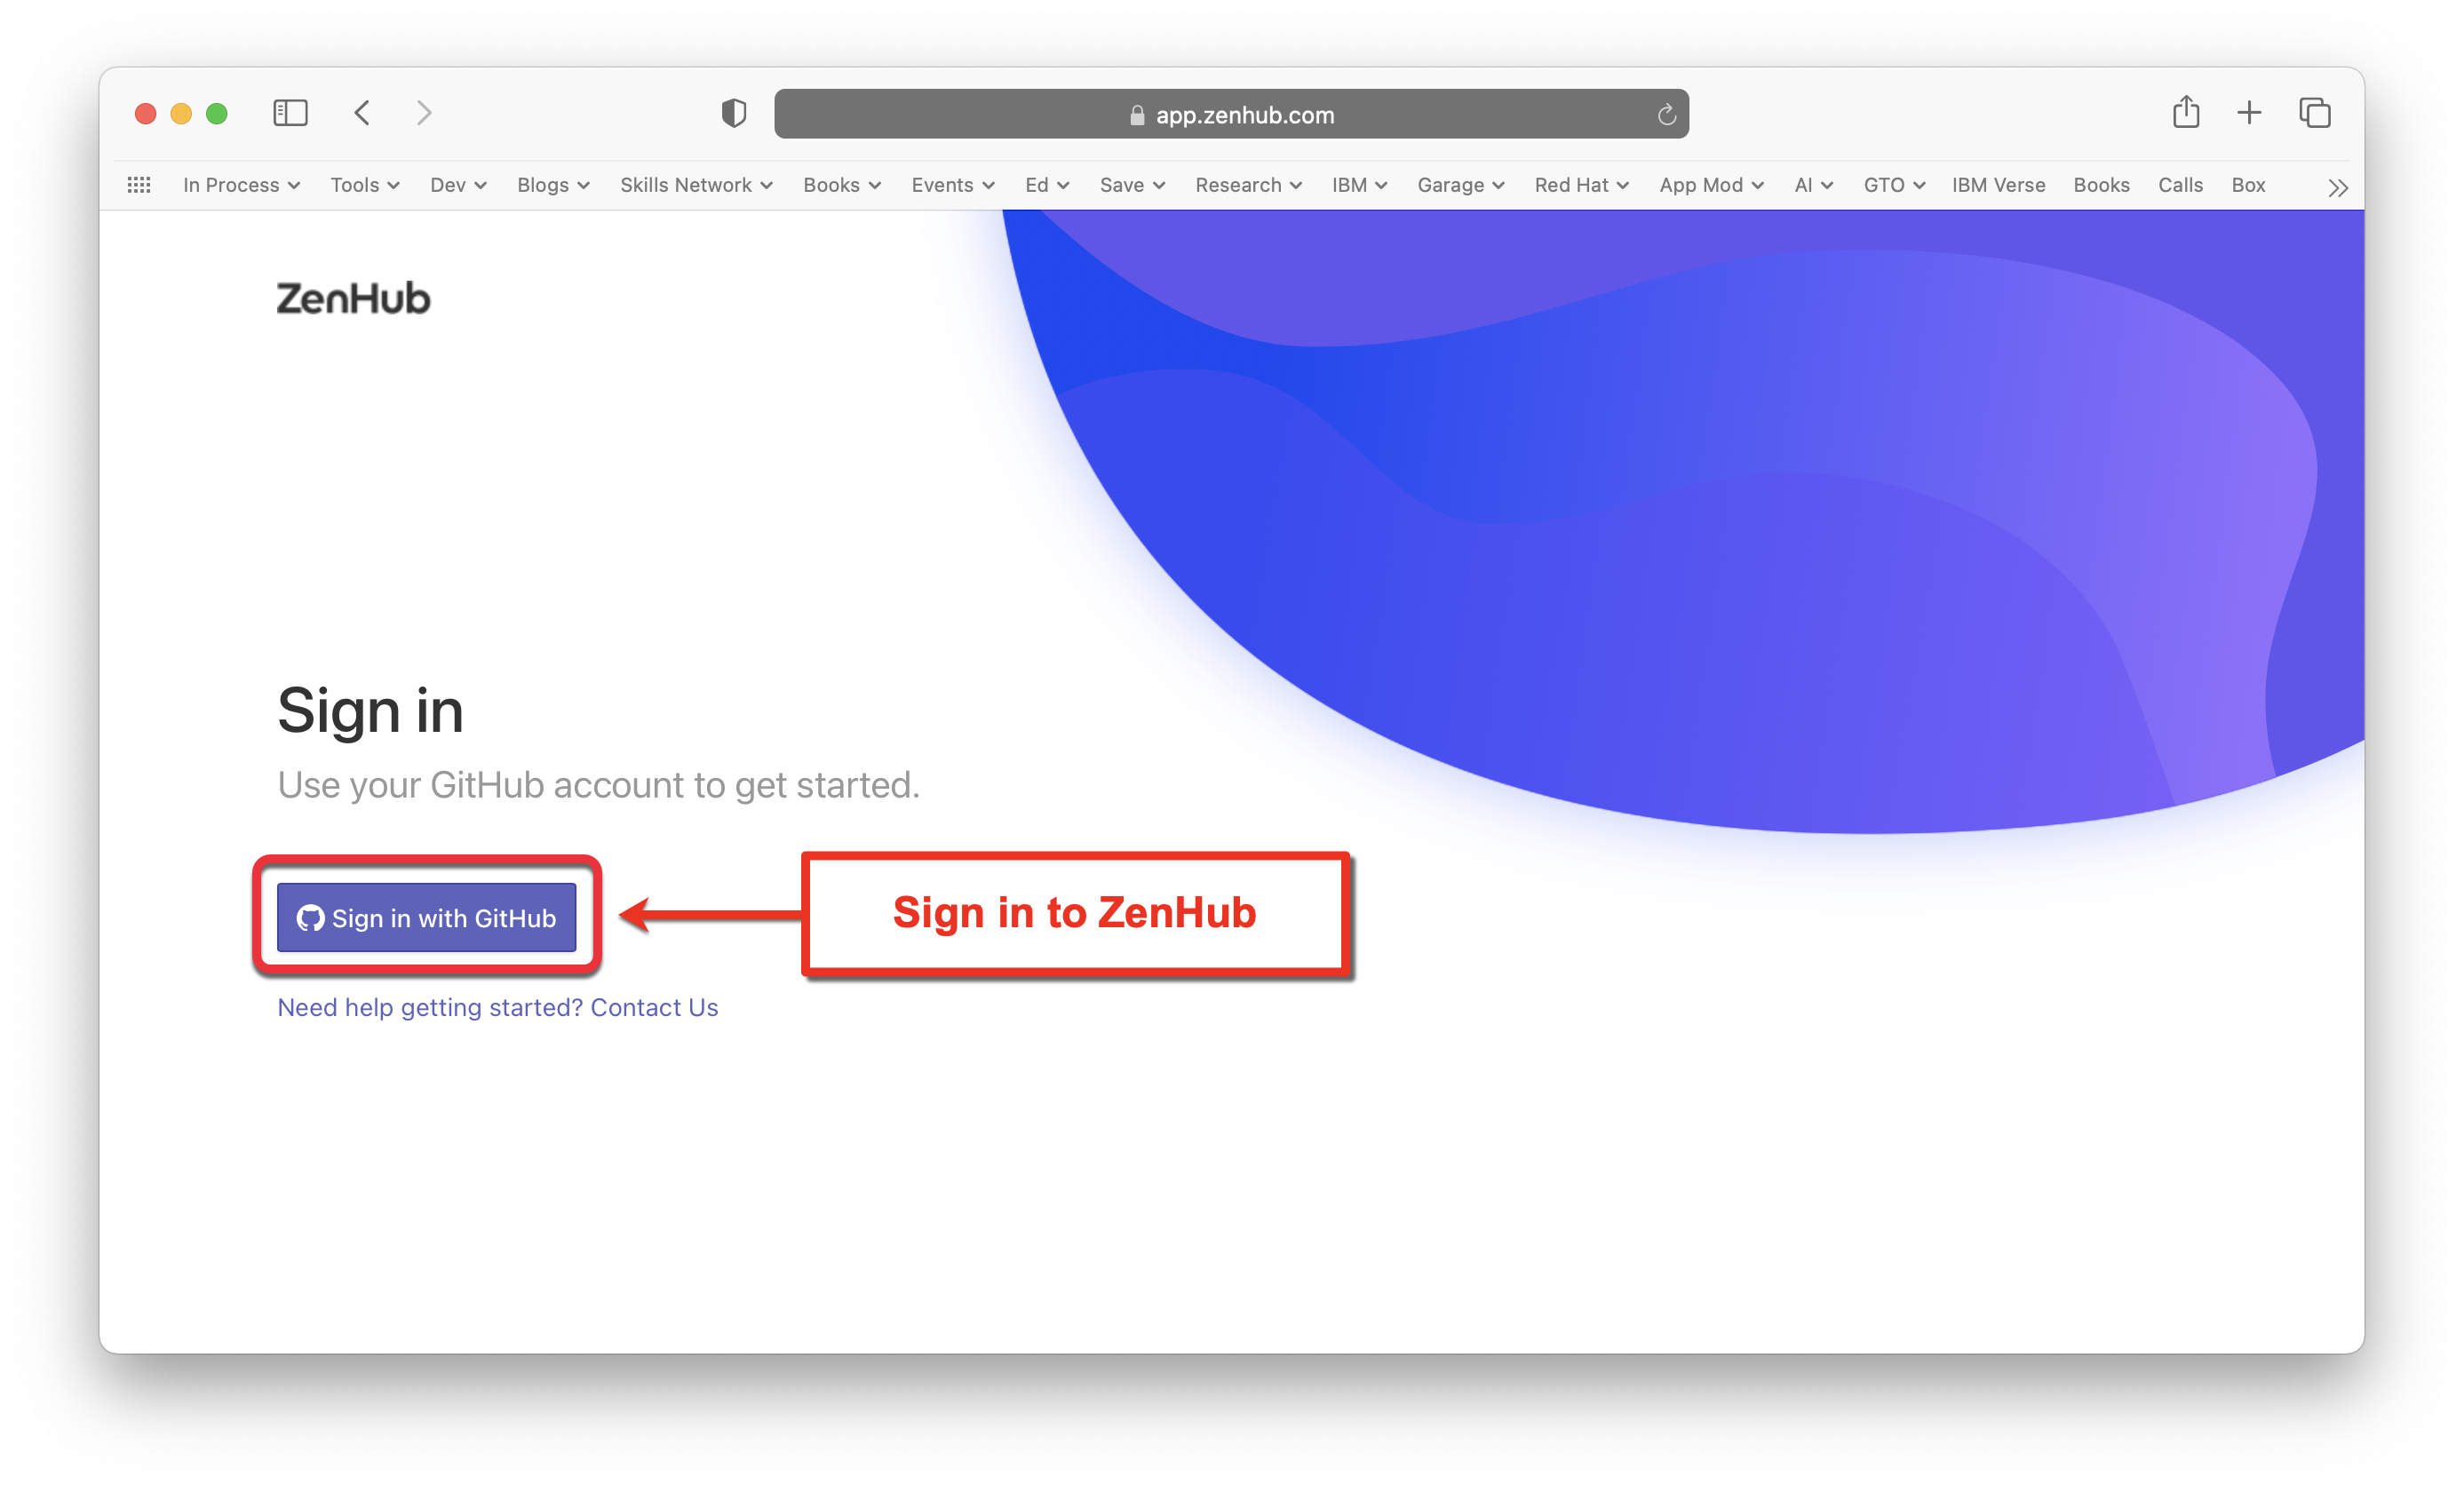 app.zenhub.com
In Process Tools Dev Blogs Skills Network Books Events Ed Save Research IBM Garage Red Hat App Mod AI GTO IBM Verse Books Calls Box
ZenHub
Sign in
Use your GitHub account to get started.
Sign in with GitHub
Sign in to ZenHub
Need help getting started? Contact Us